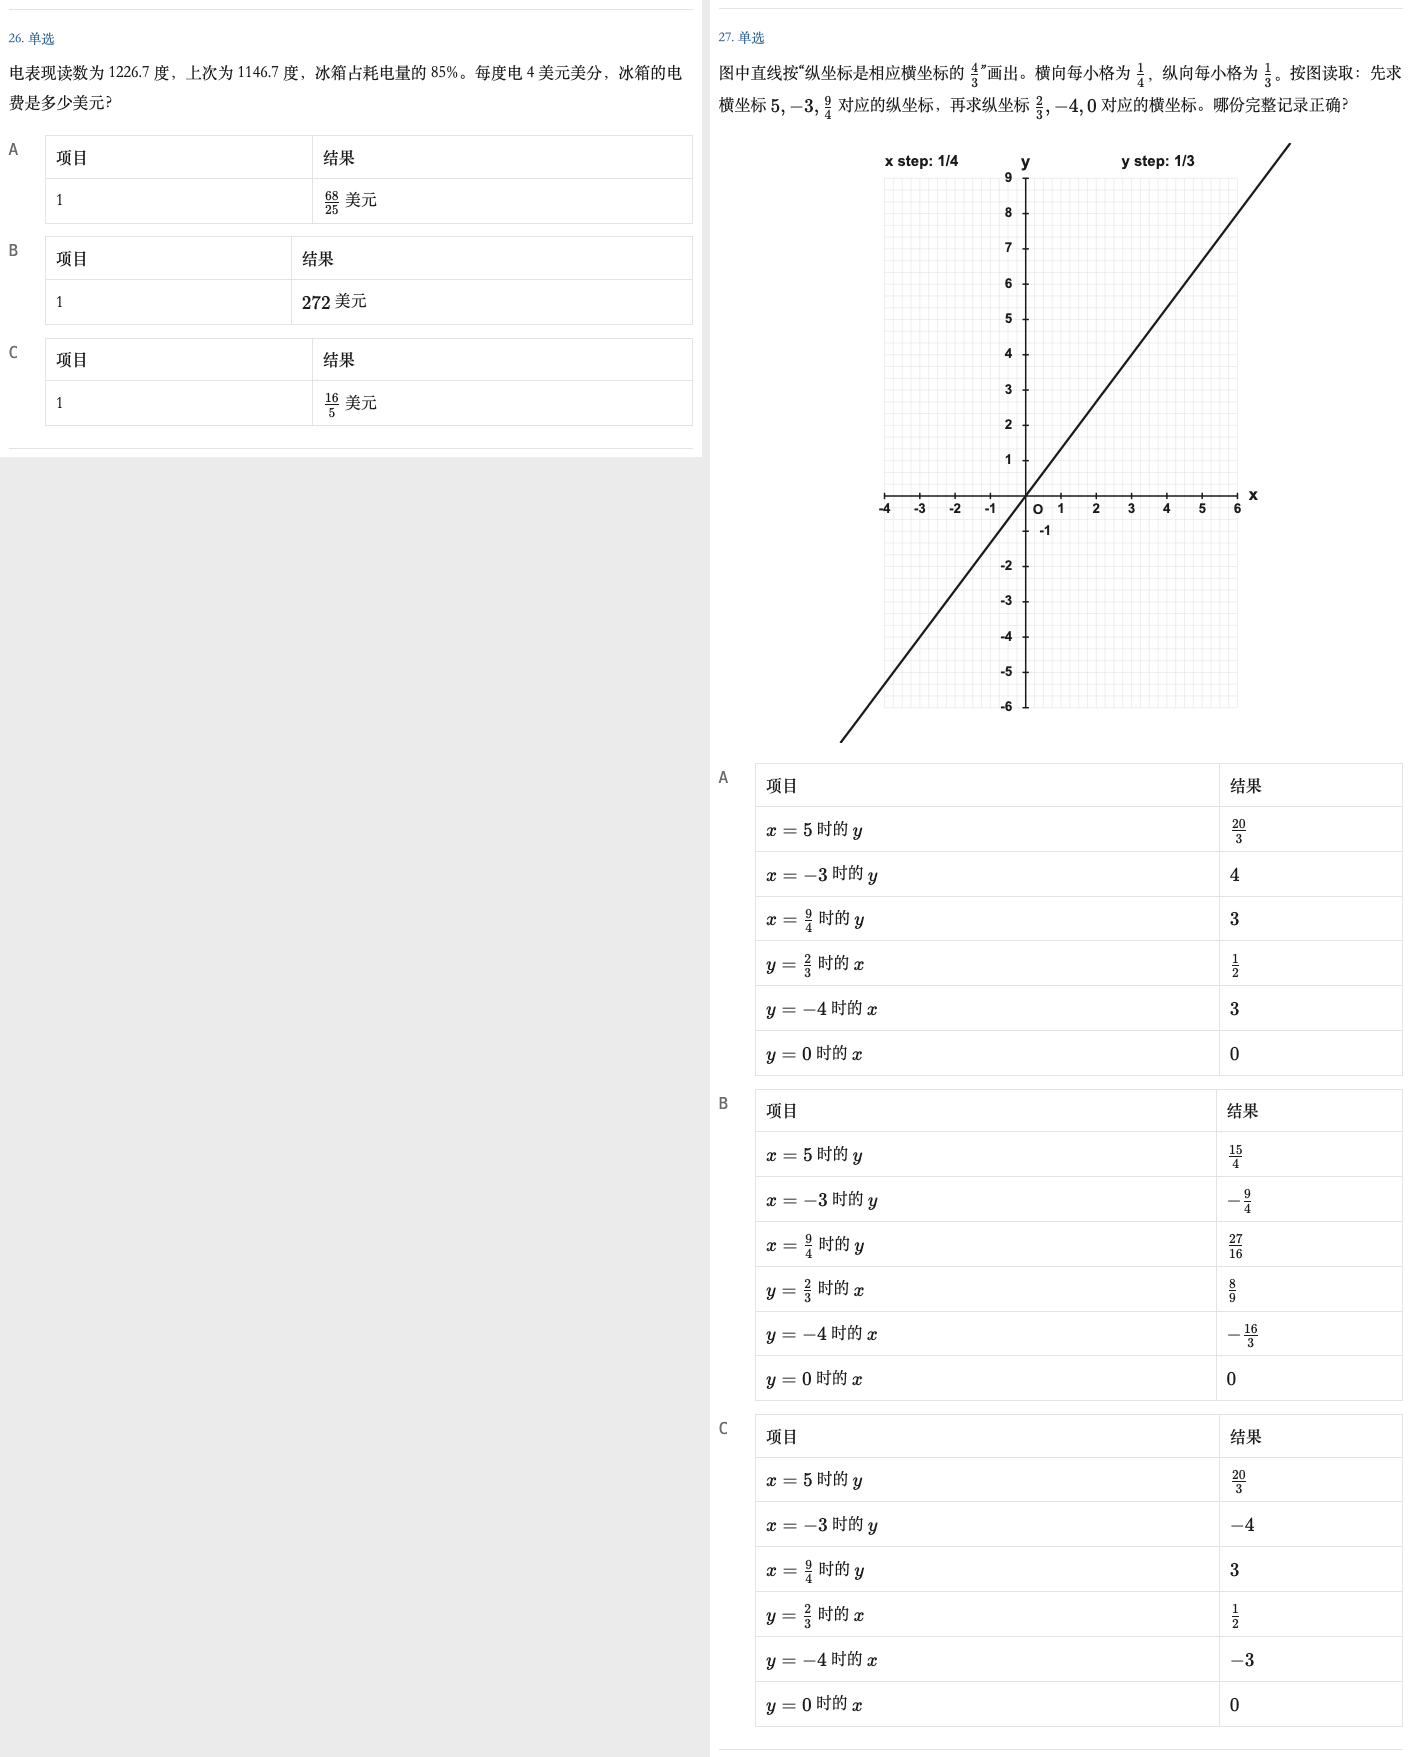 26. 单选
电表现读数为 1226.7 度，上次为 1146.7 度，冰箱占耗电量的 85%。每度电 4 美元美分，冰箱的电
费是多少美元？
A
项目 结果
1 68/25 美元
B
项目 结果
1 272 美元
C
项目 结果
1 16/5 美元
27. 单选
图中直线按“纵坐标是相应横坐标的 4/3”画出。横向每小格为 1/4，纵向每小格为 1/3。按图读取：先求
横坐标 5, −3, 9/4 对应的纵坐标，再求纵坐标 2/3, −4, 0 对应的横坐标。哪份完整记录正确？
x step: 1/4 y y step: 1/3
9
8
7
6
5
4
3
2
1
x
-4 -3 -2 -1 O 1 2 3 4 5 6
-1
-2
-3
-4
-5
-6
A
项目 结果
x = 5 时的 y 20/3
x = −3 时的 y 4
x = 9/4 时的 y 3
y = 2/3 时的 x 1/2
y = −4 时的 x 3
y = 0 时的 x 0
B
项目 结果
x = 5 时的 y 15/4
x = −3 时的 y −9/4
x = 9/4 时的 y 27/16
y = 2/3 时的 x 8/9
y = −4 时的 x −16/3
y = 0 时的 x 0
C
项目 结果
x = 5 时的 y 20/3
x = −3 时的 y −4
x = 9/4 时的 y 3
y = 2/3 时的 x 1/2
y = −4 时的 x −3
y = 0 时的 x 0